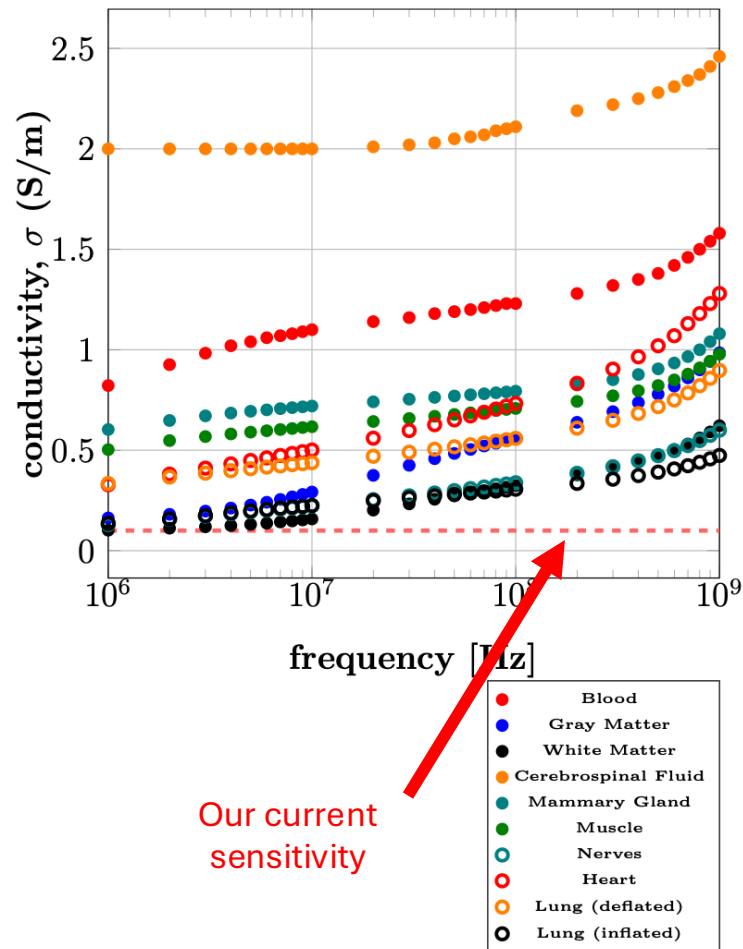 conductivity, σ (S/m)
2.5
2
1.5
1
0.5
0
10⁶
10⁷
10⁸
10⁹
frequency [Hz]
Blood
Gray Matter
White Matter
Cerebrospinal Fluid
Mammary Gland
Muscle
Nerves
Heart
Lung (deflated)
Lung (inflated)
Our current
sensitivity